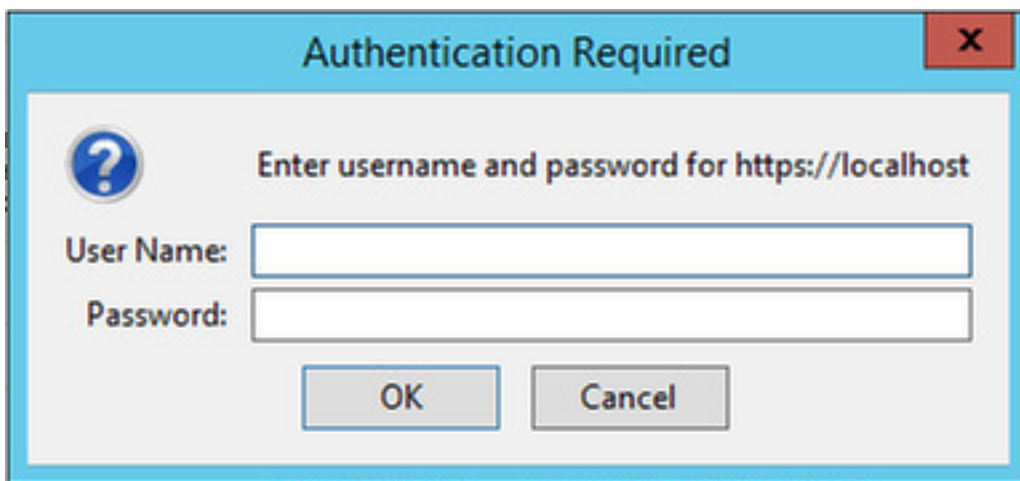 Authentication Required
x
?
Enter username and password for https://localhost
User Name:
Password:
OK
Cancel